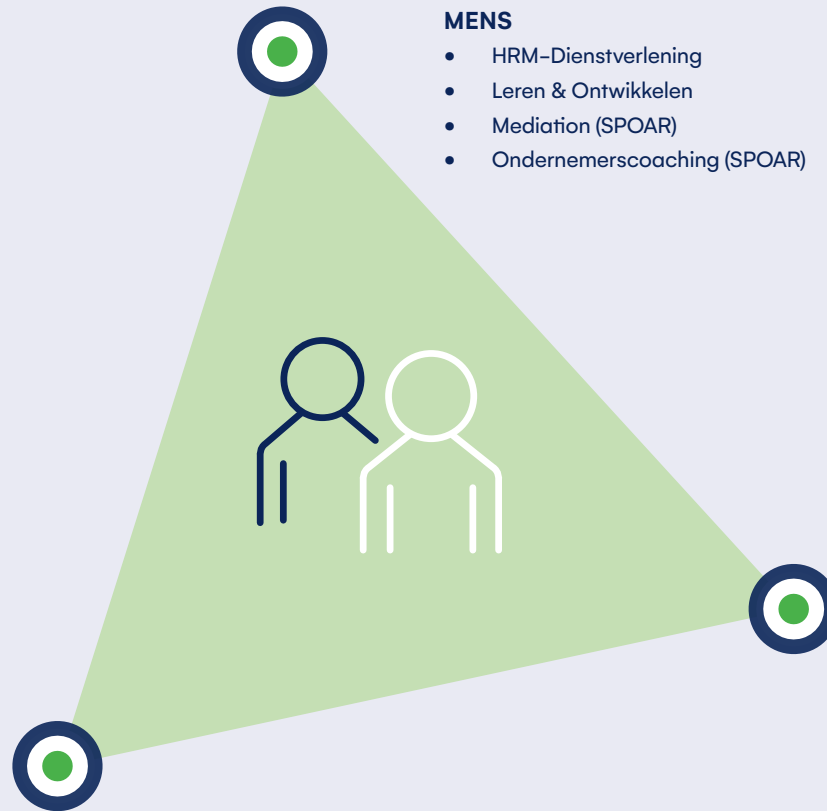 MENS
• HRM-Dienstverlening
• Leren & Ontwikkelen
• Mediation (SPOAR)
• Ondernemerscoaching (SPOAR)